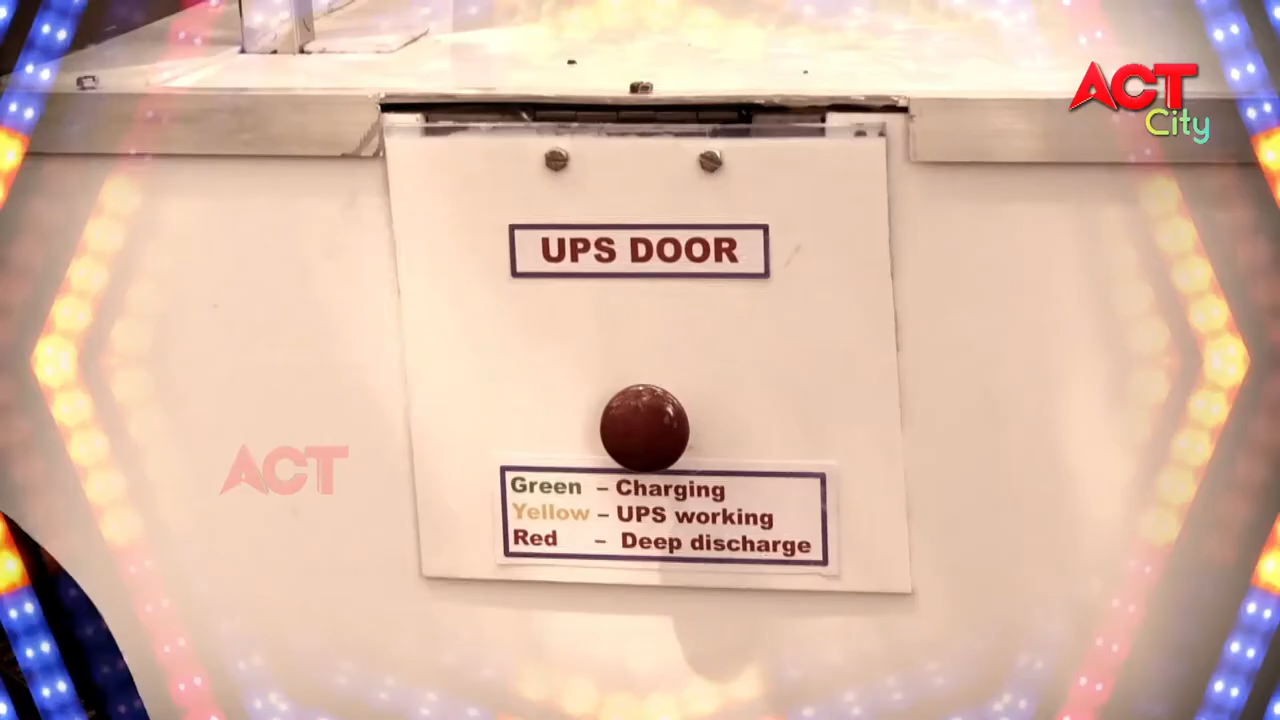 ACT
City
UPS DOOR
ACT
Green – Charging
Yellow – UPS working
Red – Deep discharge